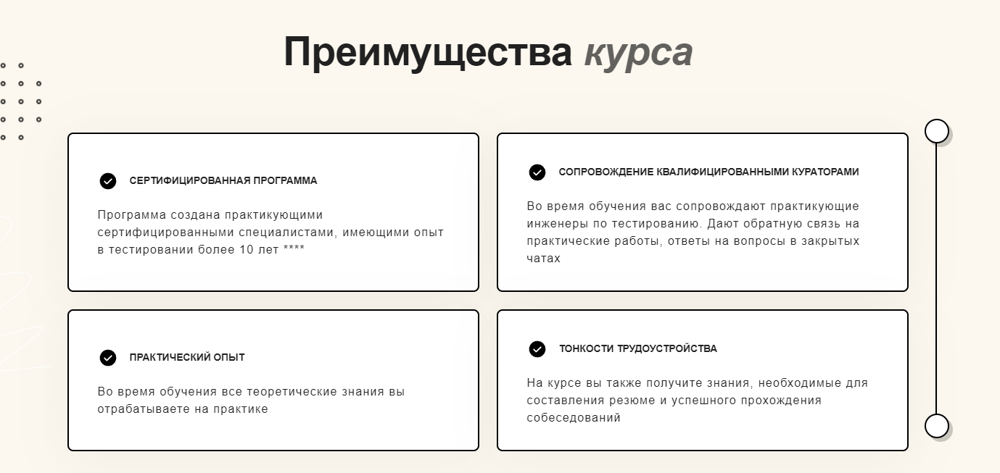 Преимущества курса
СЕРТИФИЦИРОВАННАЯ ПРОГРАММА
Программа создана практикующими
сертифицированными специалистами, имеющими опыт
в тестировании более 10 лет ****
СОПРОВОЖДЕНИЕ КВАЛИФИЦИРОВАННЫМИ КУРАТОРАМИ
Во время обучения вас сопровождают практикующие
инженеры по тестированию. Дают обратную связь на
практические работы, ответы на вопросы в закрытых
чатах
ПРАКТИЧЕСКИЙ ОПЫТ
Во время обучения все теоретические знания вы
отрабатываете на практике
ТОНКОСТИ ТРУДОУСТРОЙСТВА
На курсе вы также получите знания, необходимые для
составления резюме и успешного прохождения
собеседований